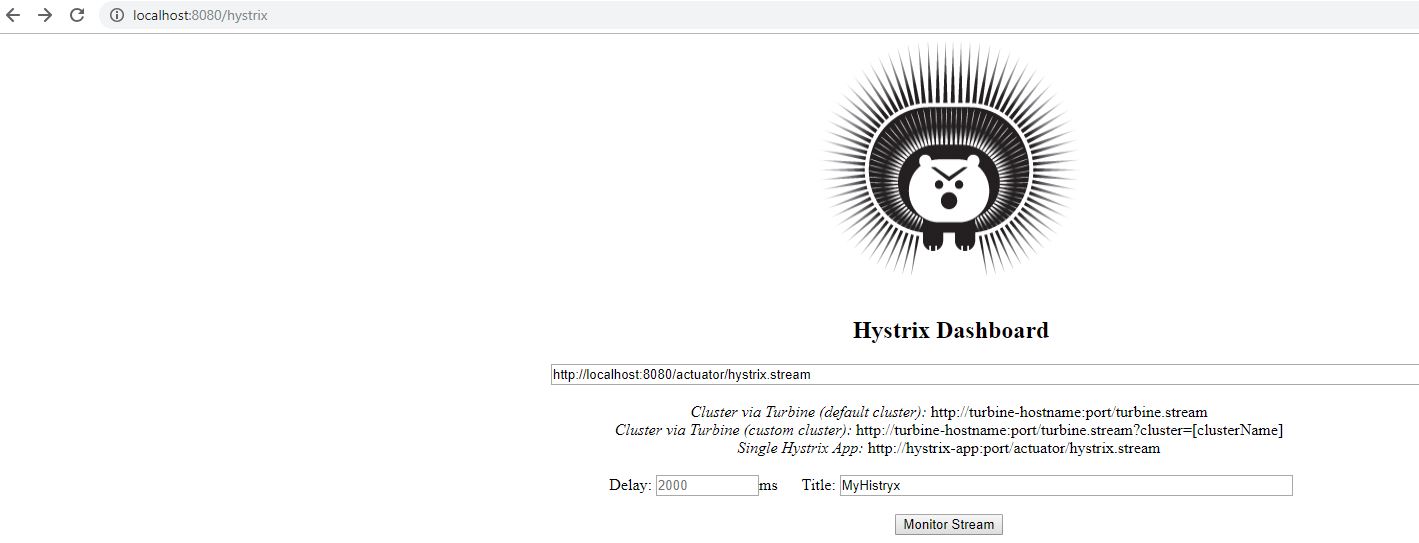 localhost:8080/hystrix
Hystrix Dashboard
http://localhost:8080/actuator/hystrix.stream
Cluster via Turbine (default cluster): http://turbine-hostname:port/turbine.stream
Cluster via Turbine (custom cluster): http://turbine-hostname:port/turbine.stream?cluster=[clusterName]
Single Hystrix App: http://hystrix-app:port/actuator/hystrix.stream
Delay: 2000 ms Title: MyHistryx
Monitor Stream